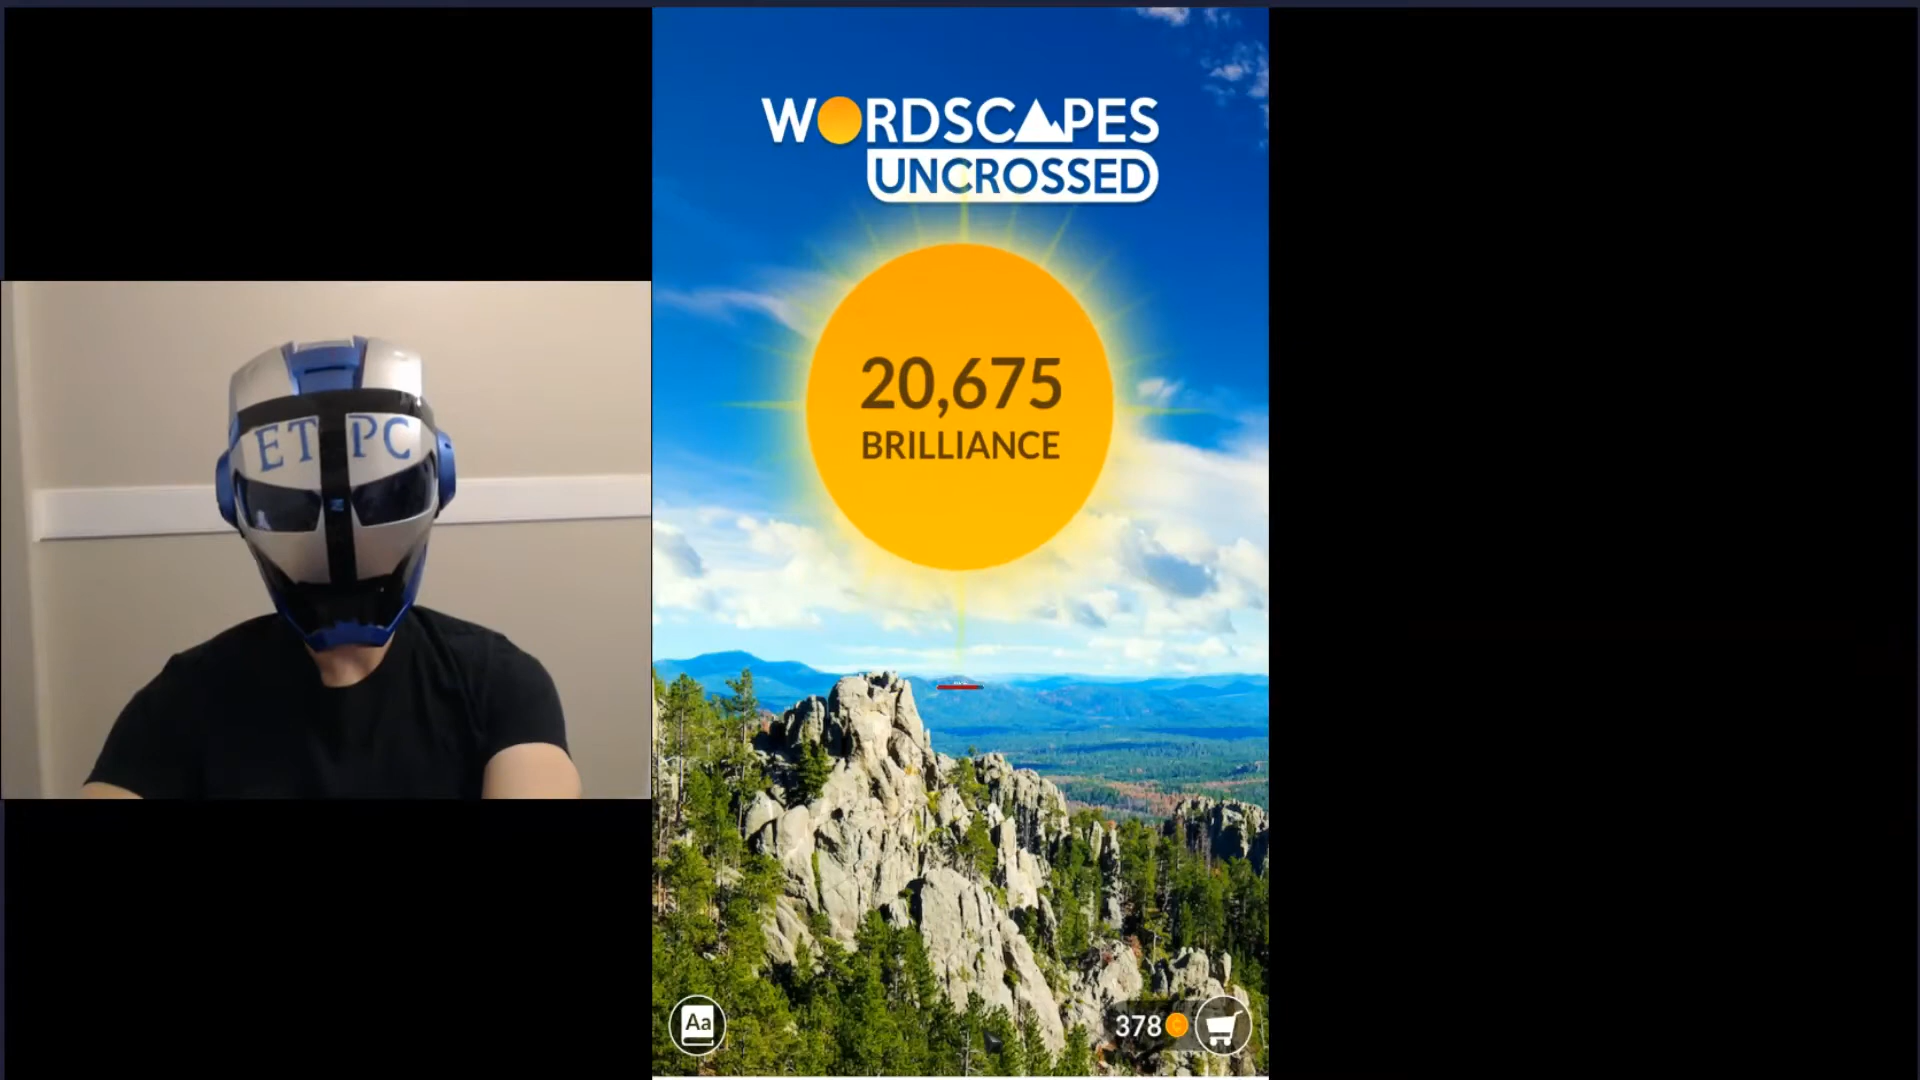 WORDSCAPES
UNCROSSED
20,675
BRILLIANCE
ET PC
Aa
378